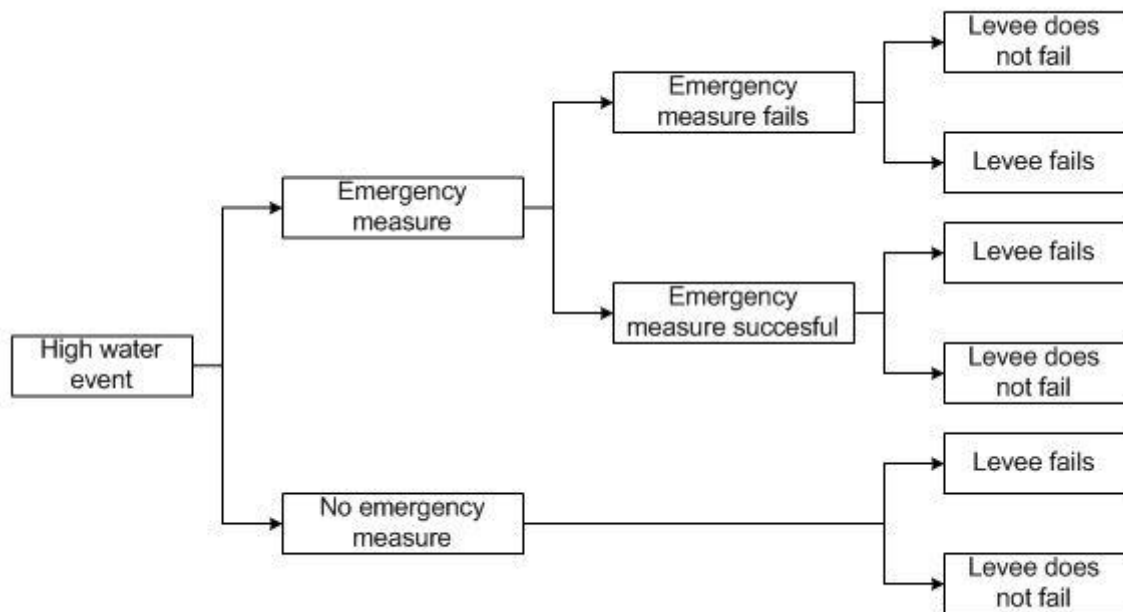 Levee does
not fail
Emergency
measure fails
Levee fails
Emergency
measure
Levee fails
Emergency
measure succesful
High water
event
Levee does
not fail
Levee fails
No emergency
measure
Levee does
not fail